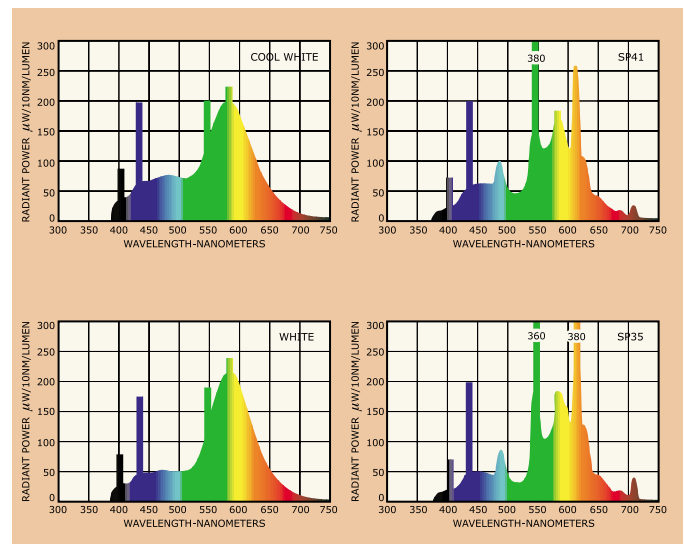 RADIANT POWER μW/10NM/LUMEN
300
250
200
150
100
50
0
COOL WHITE
300 350 400 450 500 550 600 650 700 750
WAVELENGTH-NANOMETERS
RADIANT POWER μW/10NM/LUMEN
300
250
200
150
100
50
0
380
SP41
300 350 400 450 500 550 600 650 700 750
WAVELENGTH-NANOMETERS
RADIANT POWER μW/10NM/LUMEN
300
250
200
150
100
50
0
WHITE
300 350 400 450 500 550 600 650 700 750
WAVELENGTH-NANOMETERS
RADIANT POWER μW/10NM/LUMEN
300
250
200
150
100
50
0
360 380
SP35
300 350 400 450 500 550 600 650 700 750
WAVELENGTH-NANOMETERS